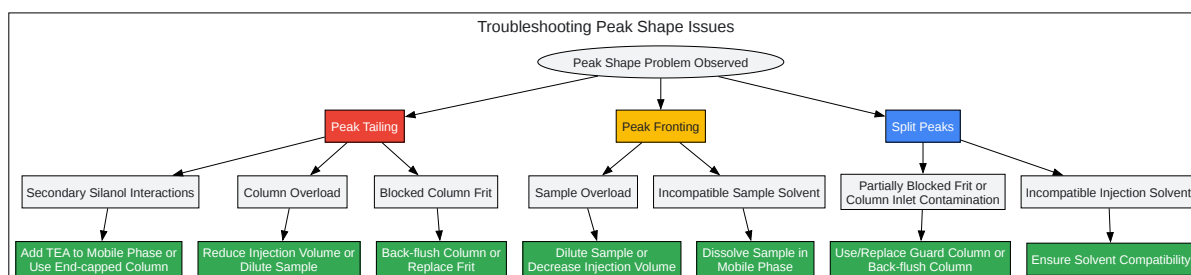 Troubleshooting Peak Shape Issues
Peak Shape Problem Observed
Peak Tailing
Peak Fronting
Split Peaks
Secondary Silanol Interactions
Column Overload
Blocked Column Frit
Sample Overload
Incompatible Sample Solvent
Partially Blocked Frit or
Column Inlet Contamination
Incompatible Injection Solvent
Add TEA to Mobile Phase or
Use End-capped Column
Reduce Injection Volume or
Dilute Sample
Back-flush Column or
Replace Frit
Dilute Sample or
Decrease Injection Volume
Dissolve Sample in
Mobile Phase
Use/Replace Guard Column or
Back-flush Column
Ensure Solvent Compatibility